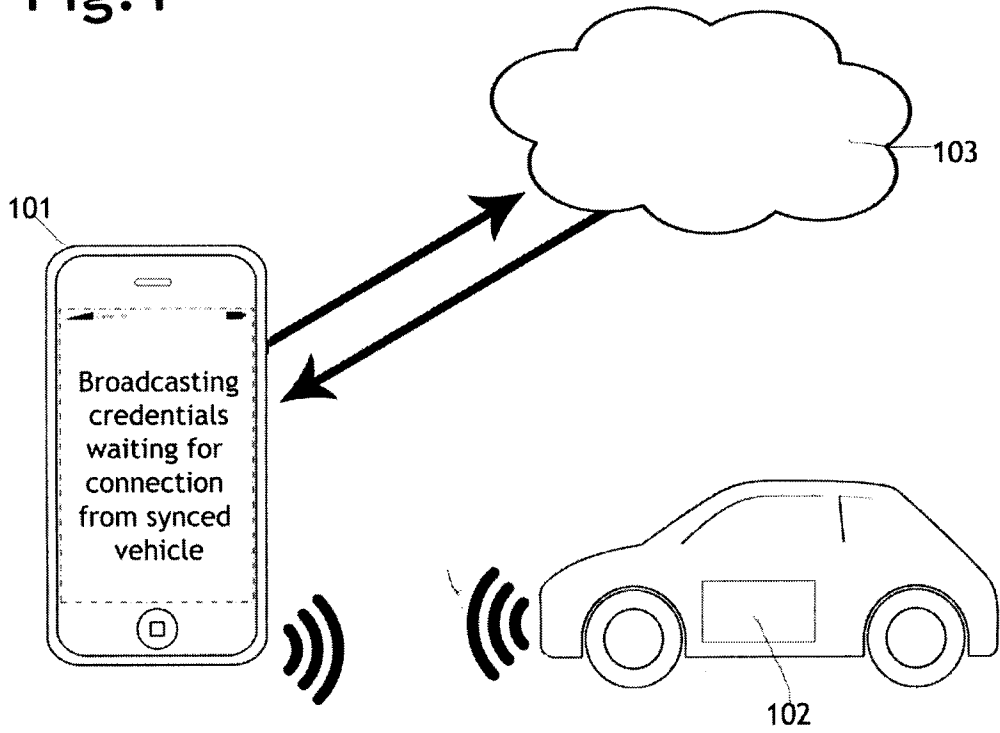 Fig. 1
103
101
Broadcasting
credentials
waiting for
connection
from synced
vehicle
102